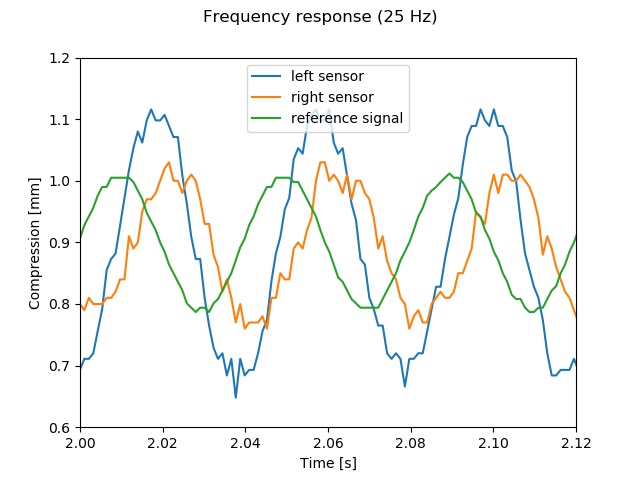 Frequency response (25 Hz)
1.2
1.1
1.0
0.9
0.8
0.7
0.6
Compression [mm]
left sensor
right sensor
reference signal
2.00
2.02
2.04
2.06
2.08
2.10
2.12
Time [s]